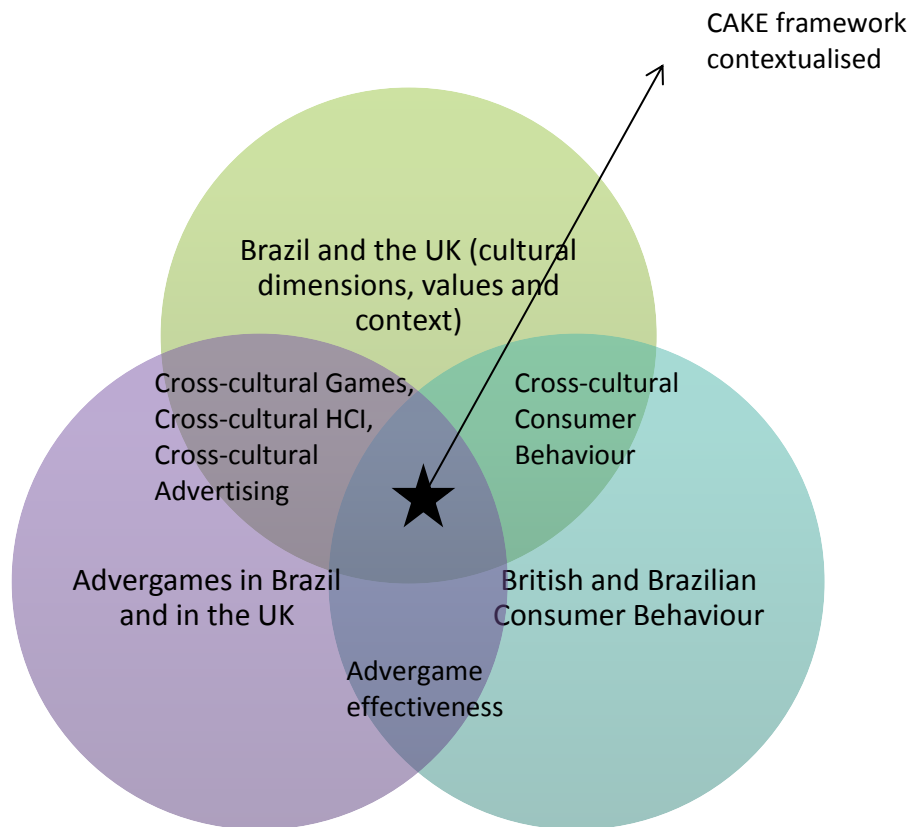 CAKE framework
contextualised
Brazil and the UK (cultural
dimensions, values and
context)
Cross-cultural Games,
Cross-cultural HCI,
Cross-cultural
Advertising
Cross-cultural
Consumer
Behaviour
Advergames in Brazil
and in the UK
British and Brazilian
Consumer Behaviour
Advergame
effectiveness